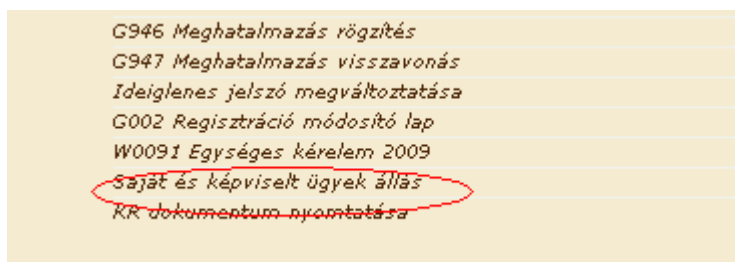 G946 Meghatalmazás rögzítés
G947 Meghatalmazás visszavonás
Ideiglenes jelszó megváltoztatása
G002 Regisztráció módosító lap
W0091 Egységes kérelem 2009
Saját és képviselt ügyek állás
KR dokumentum nyomtatása